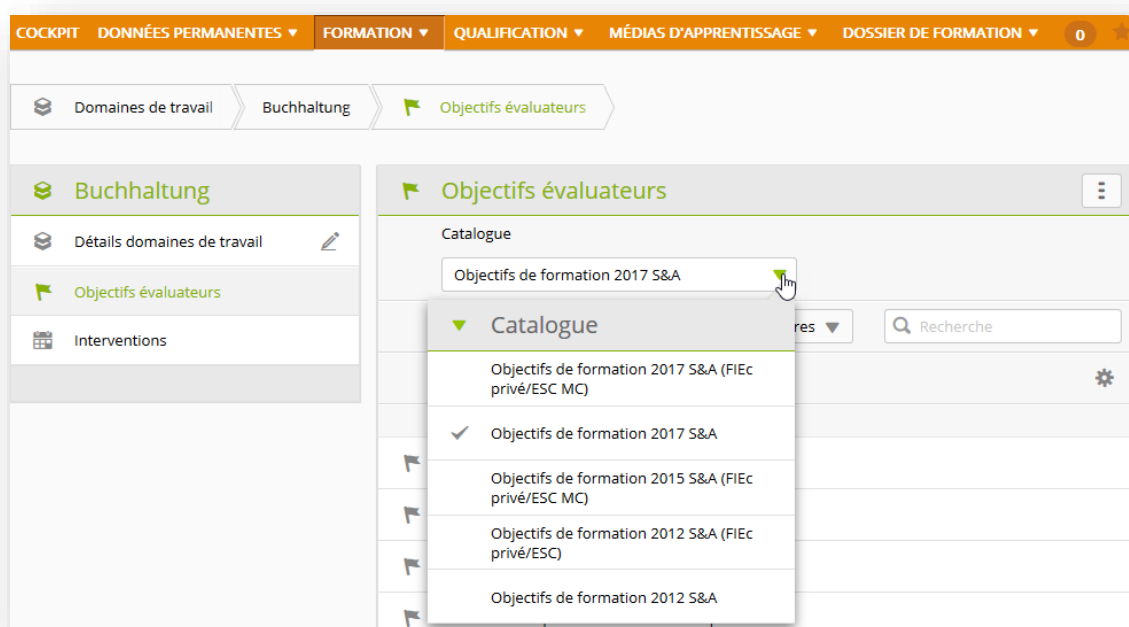 COCKPIT DONNÉES PERMANENTES FORMATION QUALIFICATION MÉDIAS D'APPRENTISSAGE DOSSIER DE FORMATION 0
Domaines de travail Buchhaltung Objectifs évaluateurs
Buchhaltung
Détails domaines de travail
Objectifs évaluateurs
Interventions
Objectifs évaluateurs
Catalogue
Objectifs de formation 2017 S&A
res Recherche
Catalogue
Objectifs de formation 2017 S&A (FIEc
privé/ESC MC)
Objectifs de formation 2017 S&A
Objectifs de formation 2015 S&A (FIEc
privé/ESC MC)
Objectifs de formation 2012 S&A (FIEc
privé/ESC)
Objectifs de formation 2012 S&A